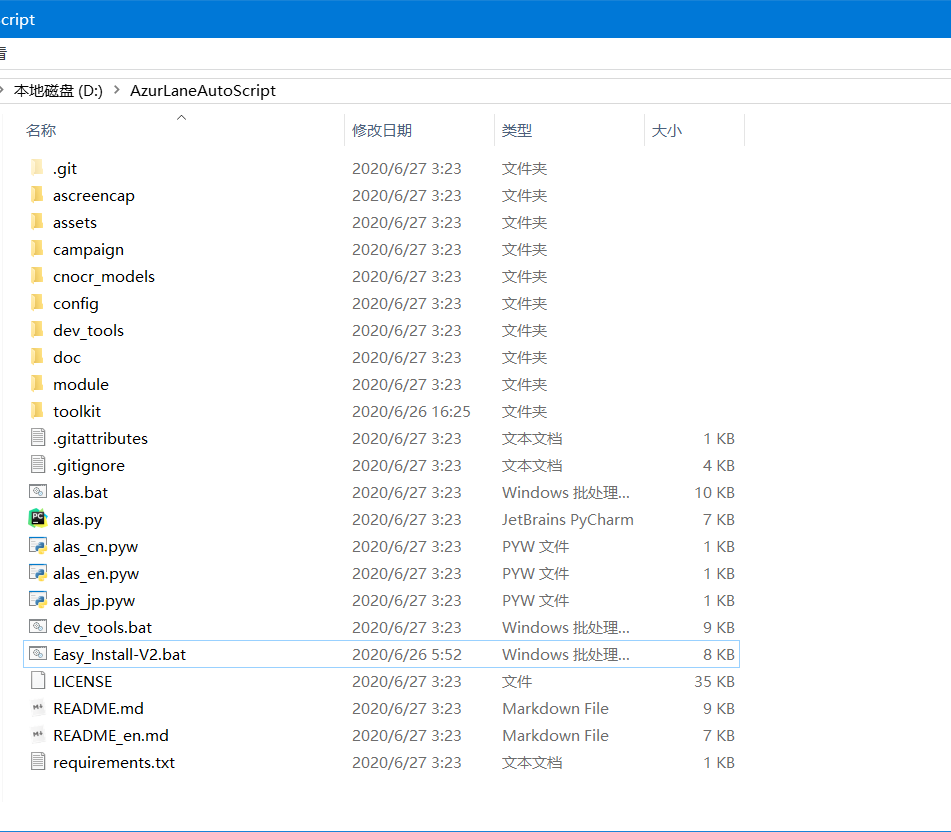 cript
看
本地磁盘 (D:) AzurLaneAutoScript
名称 修改日期 类型 大小
.git 2020/6/27 3:23 文件夹
ascreencap 2020/6/27 3:23 文件夹
assets 2020/6/27 3:23 文件夹
campaign 2020/6/27 3:23 文件夹
cnocr_models 2020/6/27 3:23 文件夹
config 2020/6/27 3:23 文件夹
dev_tools 2020/6/27 3:23 文件夹
doc 2020/6/27 3:23 文件夹
module 2020/6/27 3:23 文件夹
toolkit 2020/6/26 16:25 文件夹
.gitattributes 2020/6/27 3:23 文本文档 1 KB
.gitignore 2020/6/27 3:23 文本文档 4 KB
alas.bat 2020/6/27 3:23 Windows 批处理... 10 KB
alas.py 2020/6/27 3:23 JetBrains PyCharm 7 KB
alas_cn.pyw 2020/6/27 3:23 PYW 文件 1 KB
alas_en.pyw 2020/6/27 3:23 PYW 文件 1 KB
alas_jp.pyw 2020/6/27 3:23 PYW 文件 1 KB
dev_tools.bat 2020/6/27 3:23 Windows 批处理... 9 KB
Easy_Install-V2.bat 2020/6/26 5:52 Windows 批处理... 8 KB
LICENSE 2020/6/27 3:23 文件 35 KB
README.md 2020/6/27 3:23 Markdown File 9 KB
README_en.md 2020/6/27 3:23 Markdown File 7 KB
requirements.txt 2020/6/27 3:23 文本文档 1 KB